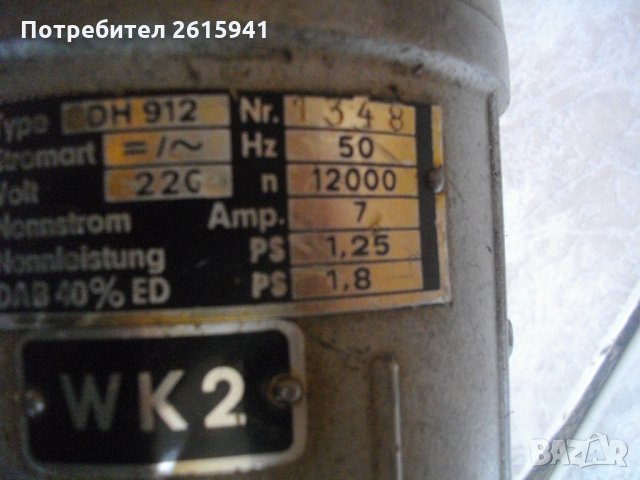 Потребител 2615941
Type DH 912 Nr. 1348
Stromart =/~ Hz 50
Volt 220 n 12000
Nennstrom Amp. 7
Nennleistung PS 1,25
DAB 40% ED PS 1,8
WK2
BAZAR